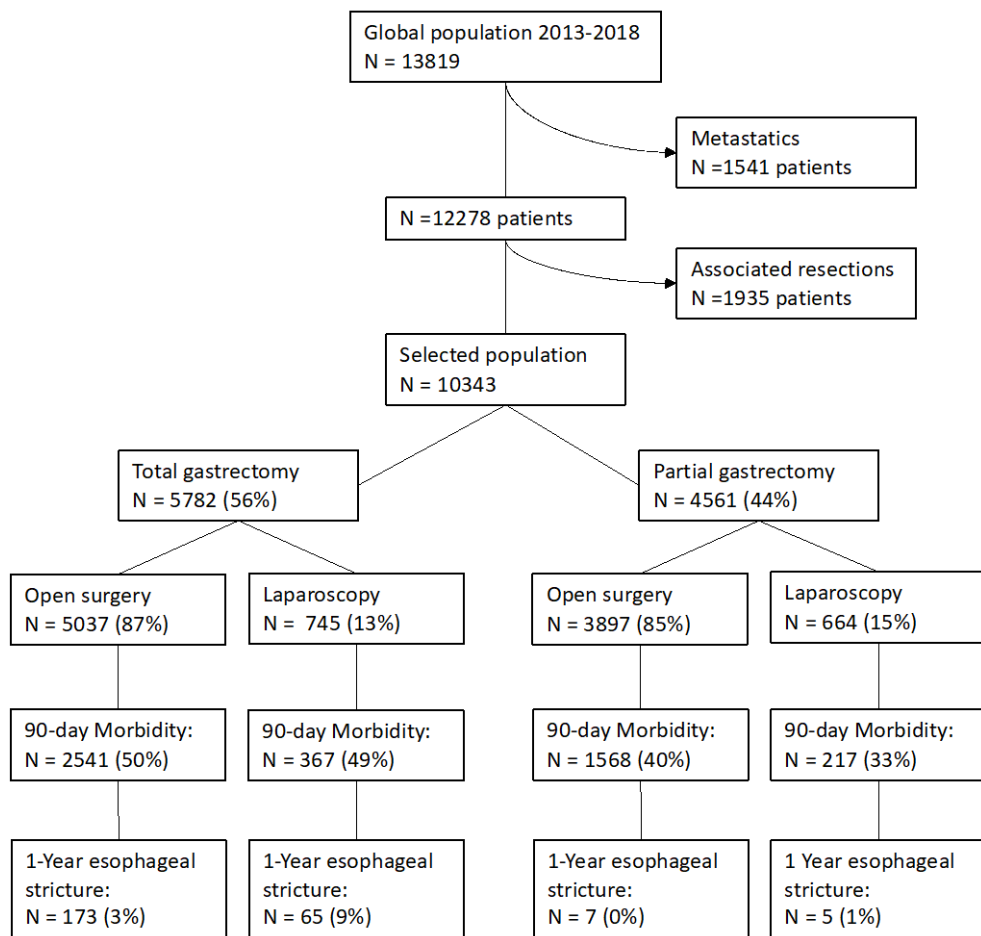 Global population 2013-2018
N = 13819
Metastatics
N =1541 patients
N =12278 patients
Associated resections
N =1935 patients
Selected population
N = 10343
Total gastrectomy
N = 5782 (56%)
Partial gastrectomy
N = 4561 (44%)
Open surgery
N = 5037 (87%)
Laparoscopy
N =  745 (13%)
Open surgery
N = 3897 (85%)
Laparoscopy
N = 664 (15%)
90-day Morbidity:
N = 2541 (50%)
90-day Morbidity:
N = 367 (49%)
90-day Morbidity:
N = 1568 (40%)
90-day Morbidity:
N = 217 (33%)
1-Year esophageal
stricture:
N = 173 (3%)
1-Year esophageal
stricture:
N = 65 (9%)
1-Year esophageal
stricture:
N = 7 (0%)
1 Year esophageal
stricture:
N = 5 (1%)